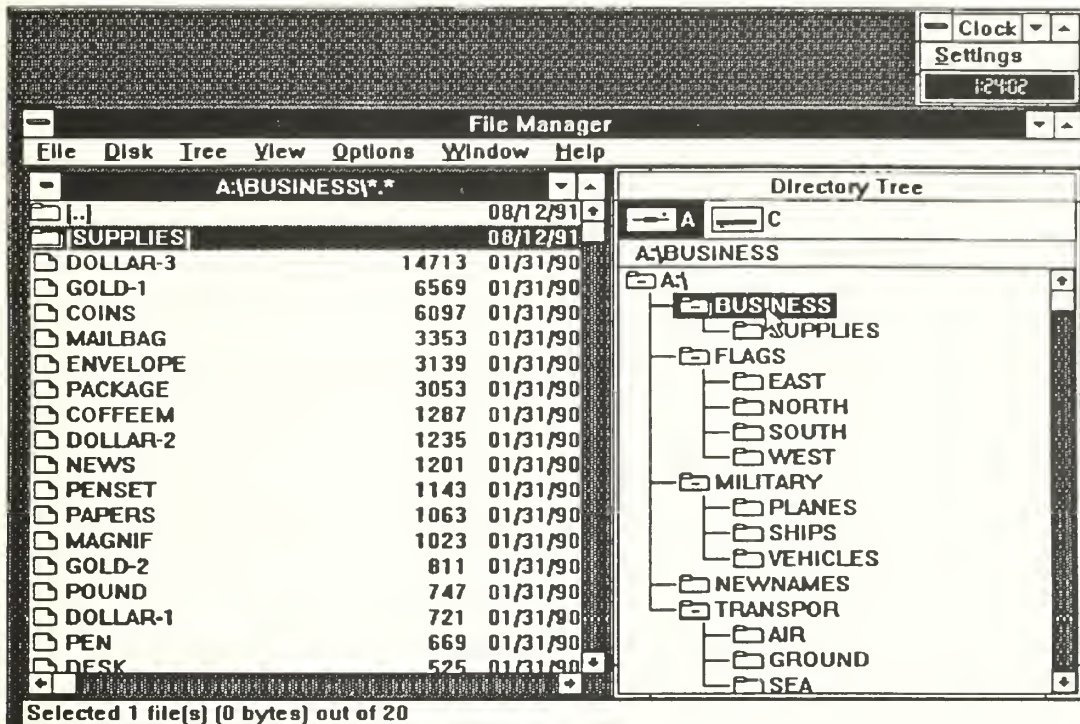 Clock
Settings
1:24:02
File Manager
File Disk Tree View Options Window Help
A:\BUSINESS\*.*
[..] 08/12/91
[SUPPLIES] 08/12/91
DOLLAR-3 14713 01/31/90
GOLD-1 6569 01/31/90
COINS 6097 01/31/90
MAILBAG 3353 01/31/90
ENVELOPE 3139 01/31/90
PACKAGE 3053 01/31/90
COFFEEM 1287 01/31/90
DOLLAR-2 1235 01/31/90
NEWS 1201 01/31/90
PENSET 1143 01/31/90
PAPERS 1063 01/31/90
MAGNIF 1023 01/31/90
GOLD-2 811 01/31/90
POUND 747 01/31/90
DOLLAR-1 721 01/31/90
PEN 669 01/31/90
DESK 525 01/31/90
Directory Tree
A C
A:\BUSINESS
A:\
BUSINESS
SUPPLIES
FLAGS
EAST
NORTH
SOUTH
WEST
MILITARY
PLANES
SHIPS
VEHICLES
NEWNAMES
TRANSPOR
AIR
GROUND
SEA
Selected 1 file(s) (0 bytes) out of 20